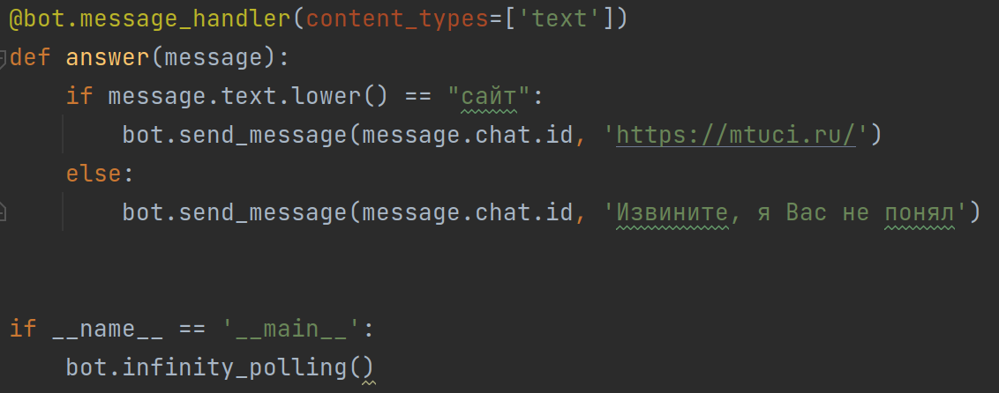 @bot.message_handler(content_types=['text'])
def answer(message):
    if message.text.lower() == "сайт":
        bot.send_message(message.chat.id, 'https://mtuci.ru/')
    else:
        bot.send_message(message.chat.id, 'Извините, я Вас не понял')
if __name__ == '__main__':
    bot.infinity_polling()